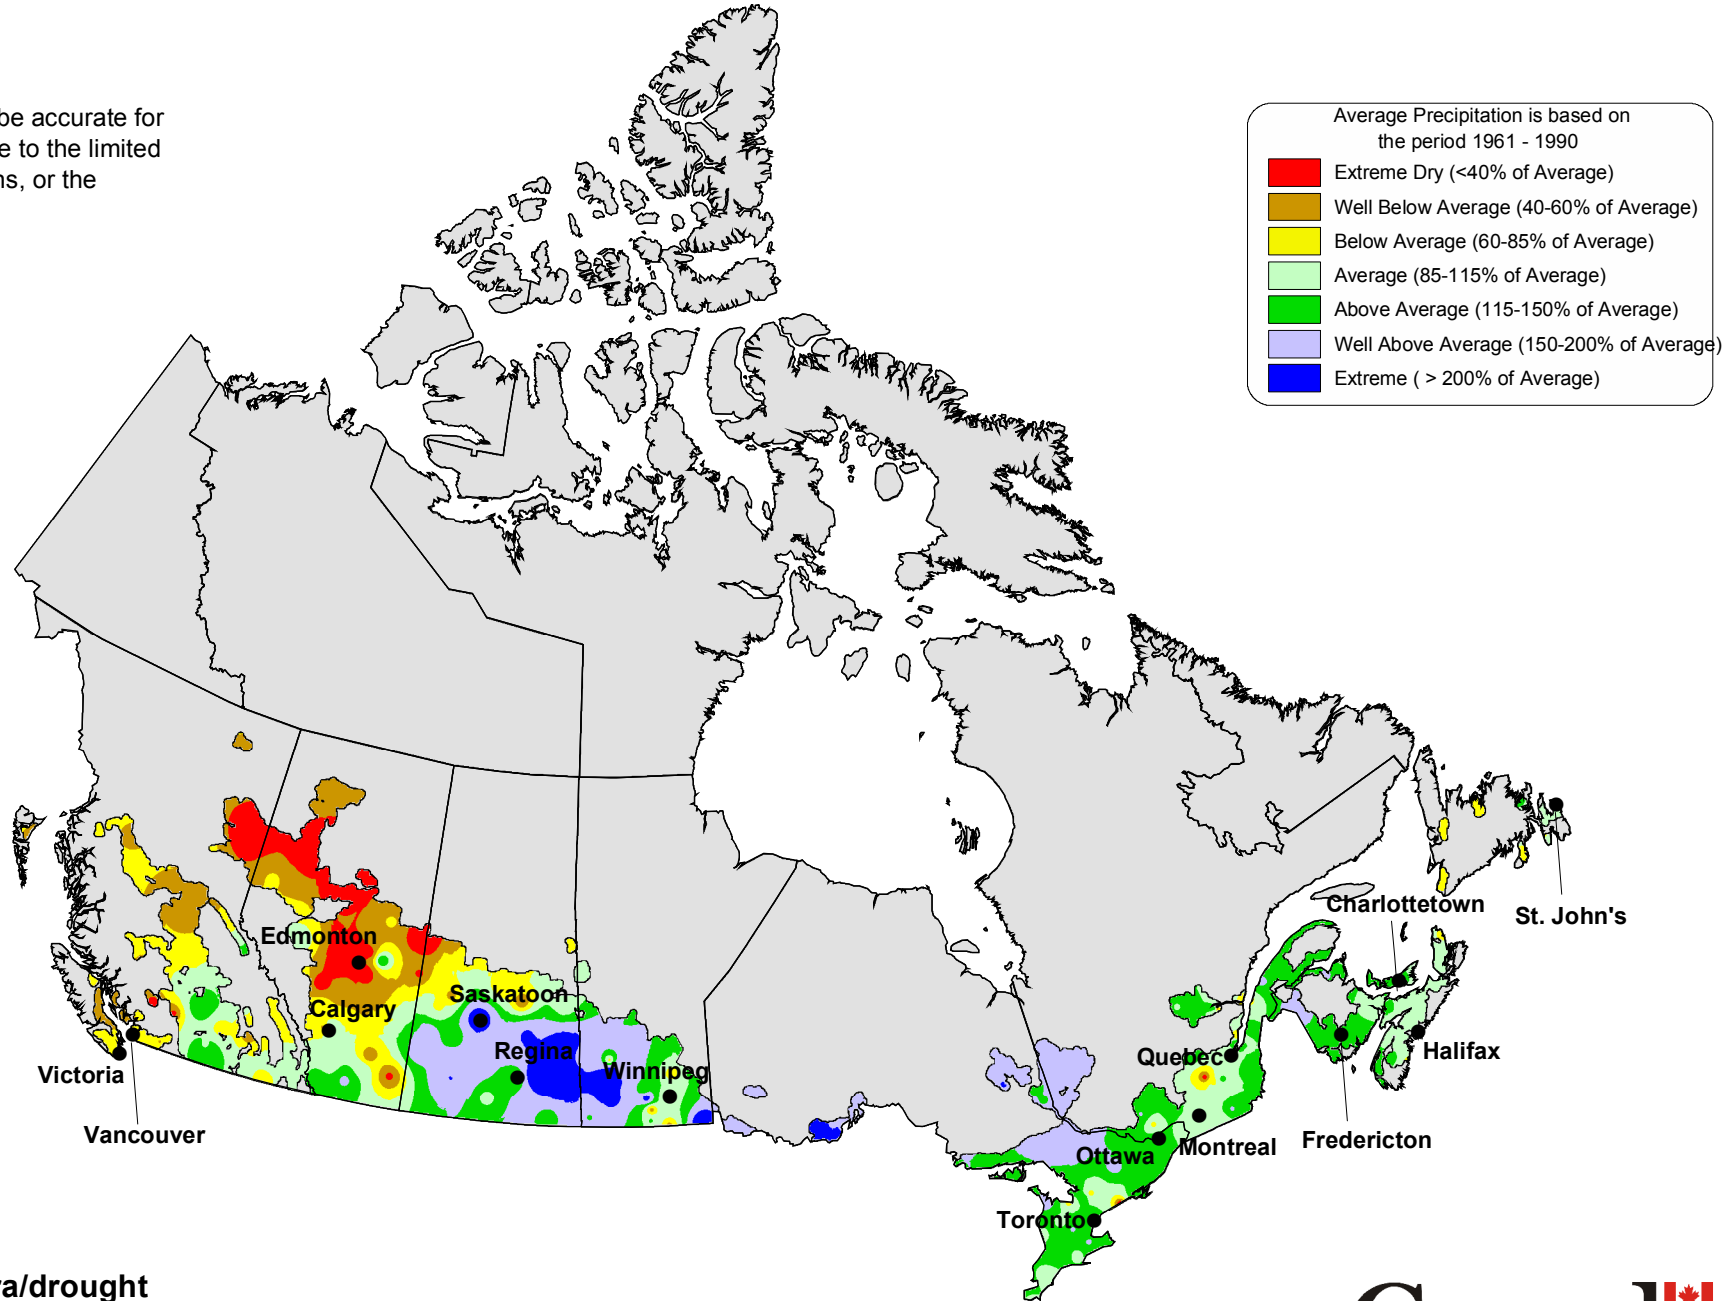 be accurate for
e to the limited
ns, or the
Average Precipitation is based on
the period 1961 - 1990
Extreme Dry (<40% of Average)
Well Below Average (40-60% of Average)
Below Average (60-85% of Average)
Average (85-115% of Average)
Above Average (115-150% of Average)
Well Above Average (150-200% of Average)
Extreme ( > 200% of Average)
Charlottetown
St. John's
Edmonton
Saskatoon
Calgary
Regina
Winnipeg
Quebec
Halifax
Victoria
Vancouver
Fredericton
Montreal
Ottawa
Toronto
ra/drought